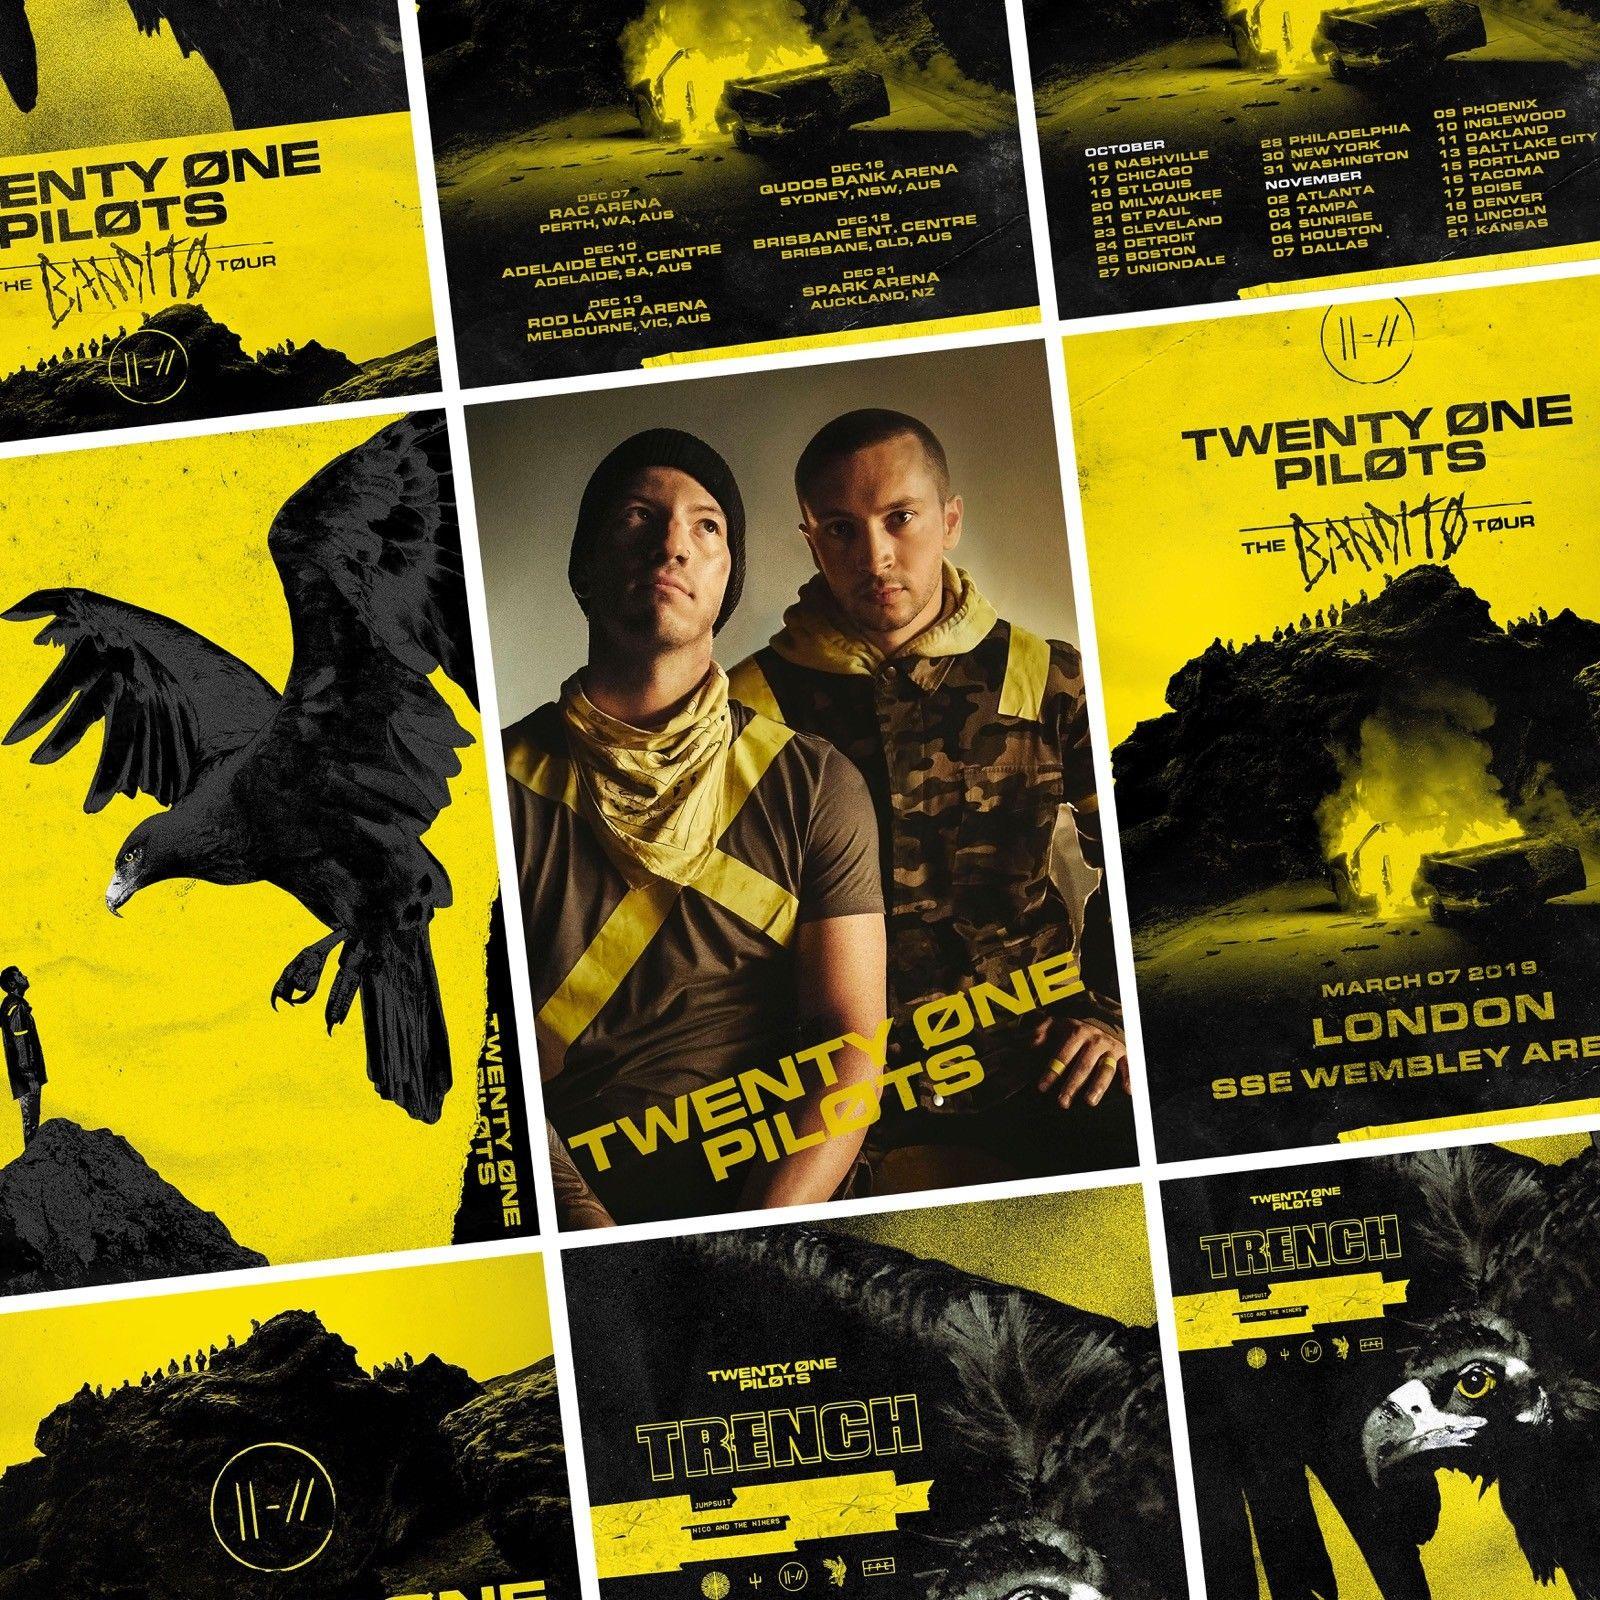 ENTY ØNE
PILØTS
THE BANDITØ TØUR
DEC 07
RAC ARENA
PERTH, WA, AUS
DEC 10
ADELAIDE ENT. CENTRE
ADELAIDE, SA, AUS
DEC 13
ROD LAVER ARENA
MELBOURNE, VIC, AUS
DEC 16
QUDOS BANK ARENA
SYDNEY, NSW, AUS
DEC 18
BRISBANE ENT. CENTRE
BRISBANE, QLD, AUS
DEC 21
SPARK ARENA
AUCKLAND, NZ
OCTOBER
16 NASHVILLE
17 CHICAGO
19 ST LOUIS
20 MILWAUKEE
21 ST PAUL
23 CLEVELAND
24 DETROIT
26 BOSTON
27 UNIONDALE
28 PHILADELPHIA
30 NEW YORK
31 WASHINGTON
NOVEMBER
02 ATLANTA
03 TAMPA
04 SUNRISE
06 HOUSTON
07 DALLAS
09 PHOENIX
10 INGLEWOOD
11 OAKLAND
13 SALT LAKE CITY
15 PORTLAND
16 TACOMA
17 BOISE
18 DENVER
20 LINCOLN
21 KANSAS
TWENTY ØNE
PILØTS
TWENTY ØNE
PILØTS
TWENTY ØNE
PILØTS
THE BANDITØ TØUR
MARCH 07 2019
LONDON
SSE WEMBLEY ARE
ØNE
TWENTY ØNE
PILØTS
TRENCH
JUMPSUIT
NICO AND THE NINERS
FPE
TWENTY ØNE
PILØTS
TRENCH
JUMPSUIT
NICO AND THE NINERS
FPE